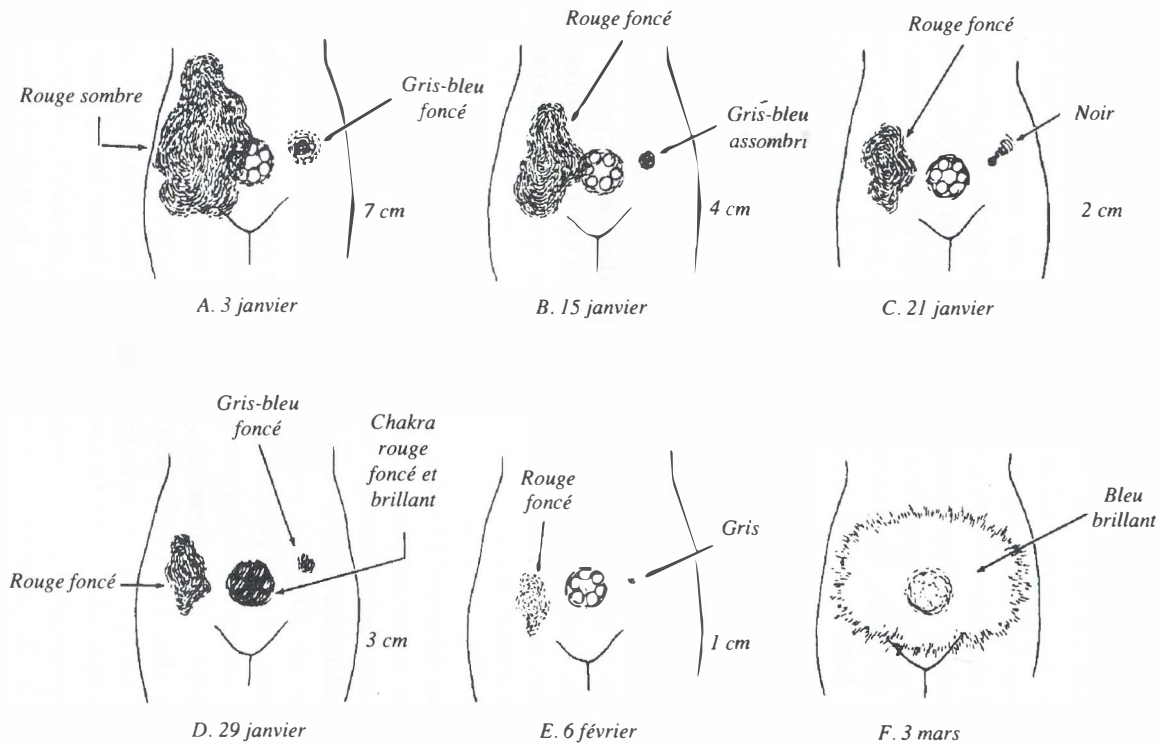 Rouge sombre
Gris-bleu
foncé
7 cm
A. 3 janvier
Rouge foncé
Gris-bleu
assombri
4 cm
B. 15 janvier
Rouge foncé
Noir
2 cm
C. 21 janvier
Gris-bleu
foncé
Chakra
rouge
foncé et
brillant
Rouge foncé
3 cm
D. 29 janvier
Rouge
foncé
Gris
1 cm
E. 6 février
Bleu
brillant
F. 3 mars